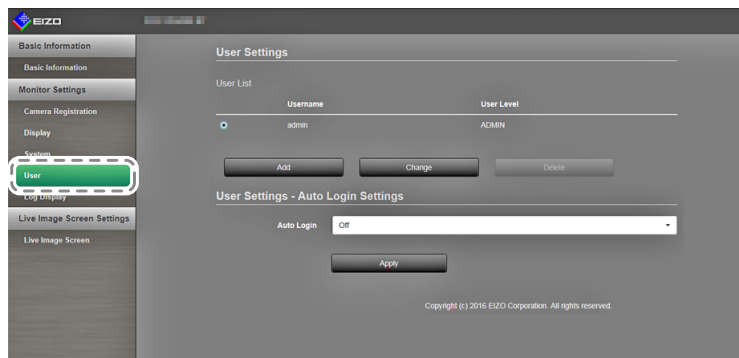 EIZO
Basic Information
Basic Information
Monitor Settings
Camera Registration
Display
System
User
Log Display
Live Image Screen Settings
Live Image Screen
User Settings
User List
Username User Level
admin ADMIN
Add Change Delete
User Settings - Auto Login Settings
Auto Login Off
Apply
Copyright (c) 2016 EIZO Corporation. All rights reserved.